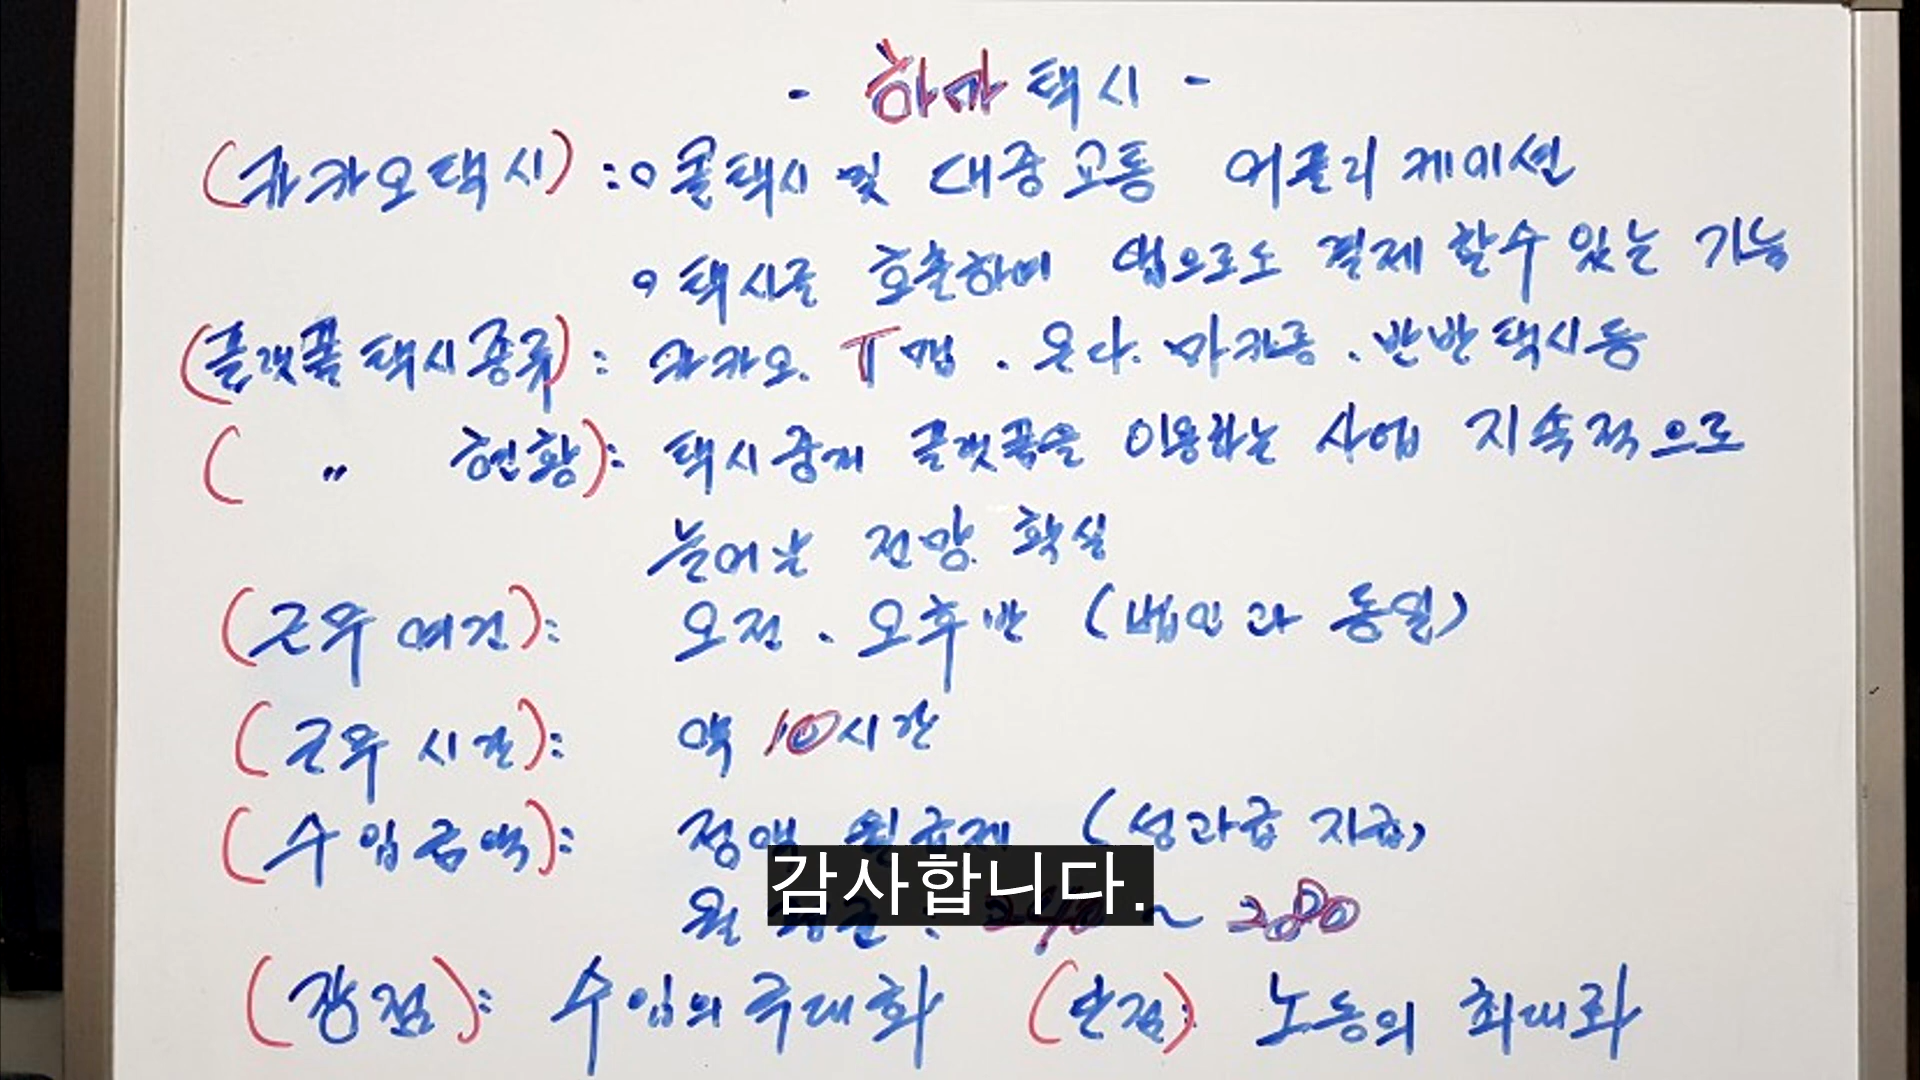 - 하마 택시 -
(카카오택시) : ㅇ 콜택시 및 대중교통 어플리케이션
ㅇ 택시를 호출하며 앱으로도 결제 할수 있는 기능
(플랫폼 택시종류) : 카카오. T맵. 온다. 마카롱. 반반택시등
( 〃 현황) : 택시중개 플랫폼을 이용하는 사업 지속적으로
늘어날 전망 확실
(근무 여건) : 오전. 오후반 (법인과 동일)
(근무 시간) : 약 10시간
(수입금액) : 정액 월급제 (성과급 지급)
월 평균 : 240 ~ 280
감사합니다.
(장점) : 수입의 극대화 (단점) : 노동의 최대화